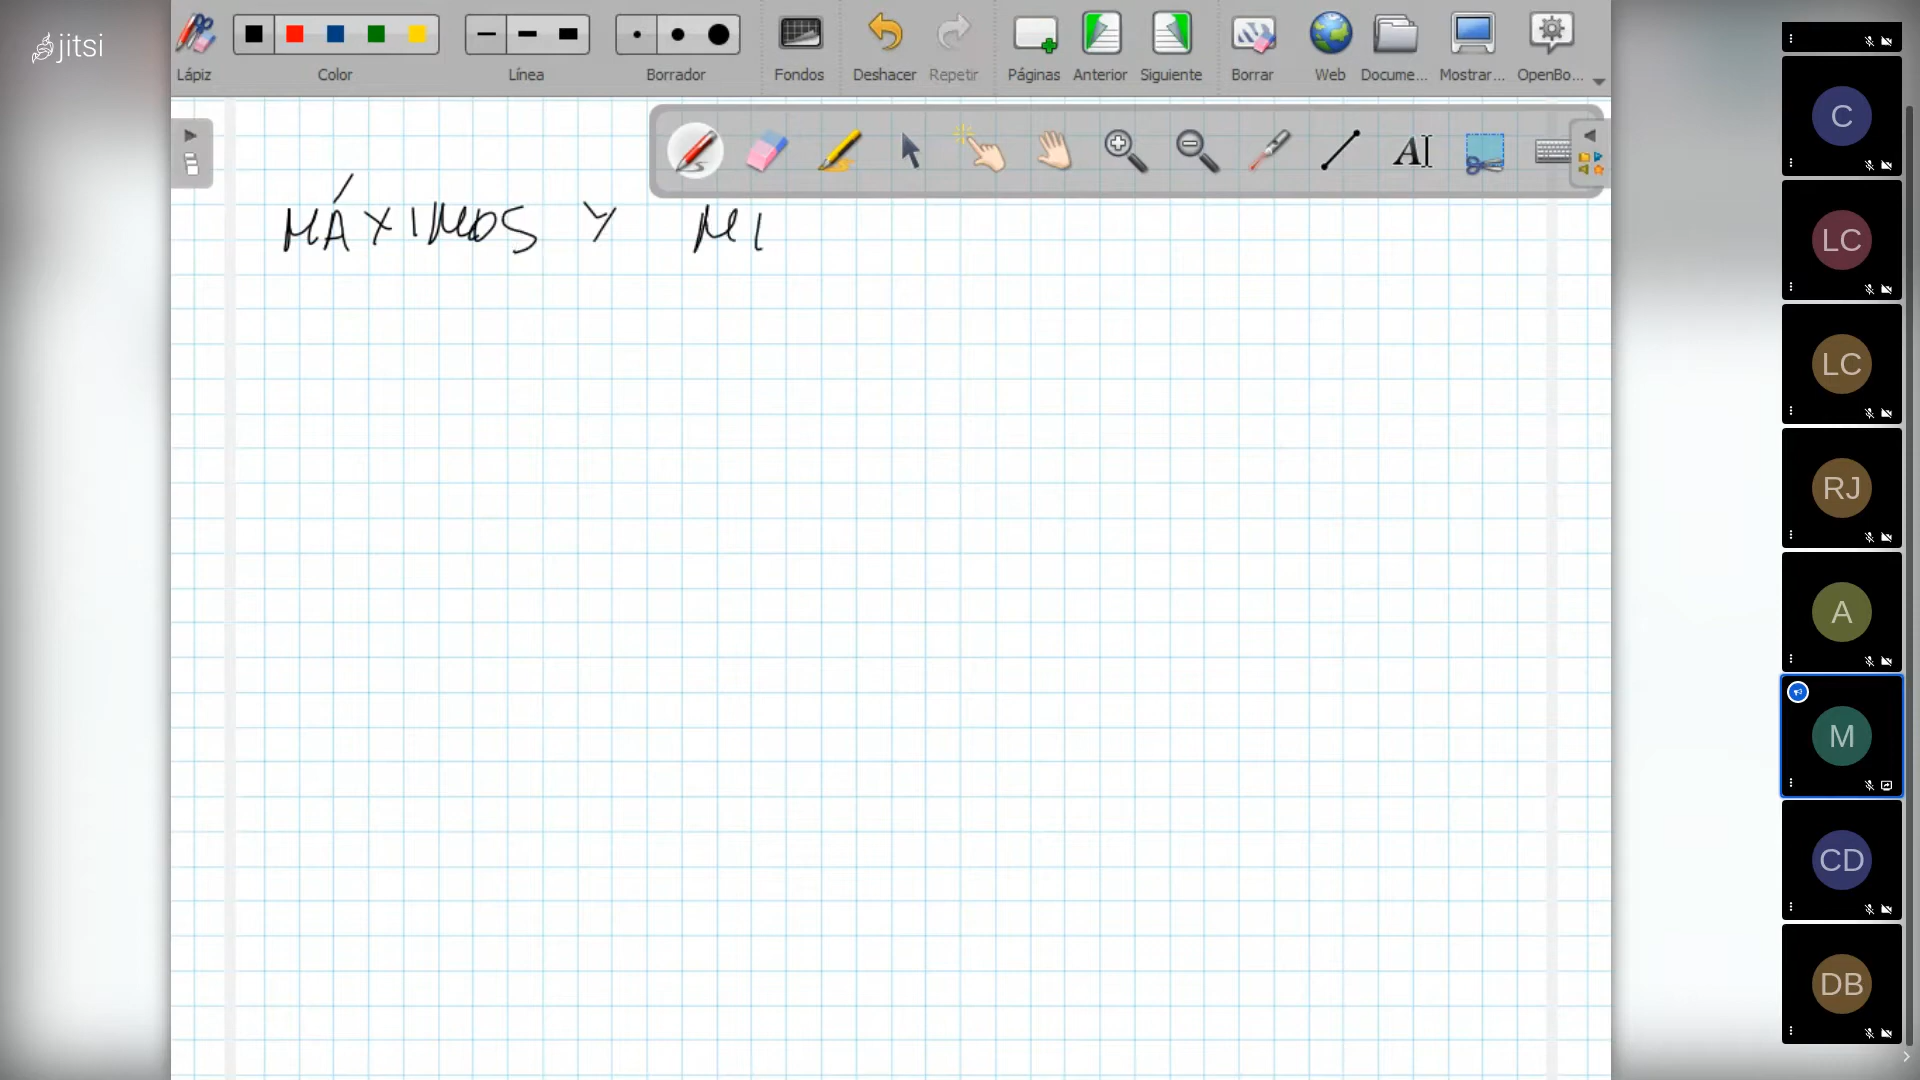 jitsi
Lápiz Color Línea Borrador Fondos Deshacer Repetir Páginas Anterior Siguiente Borrar Web Docume... Mostrar... OpenBo...
MÁXIMOS Y MI
C
LC
LC
RJ
A
M
CD
DB